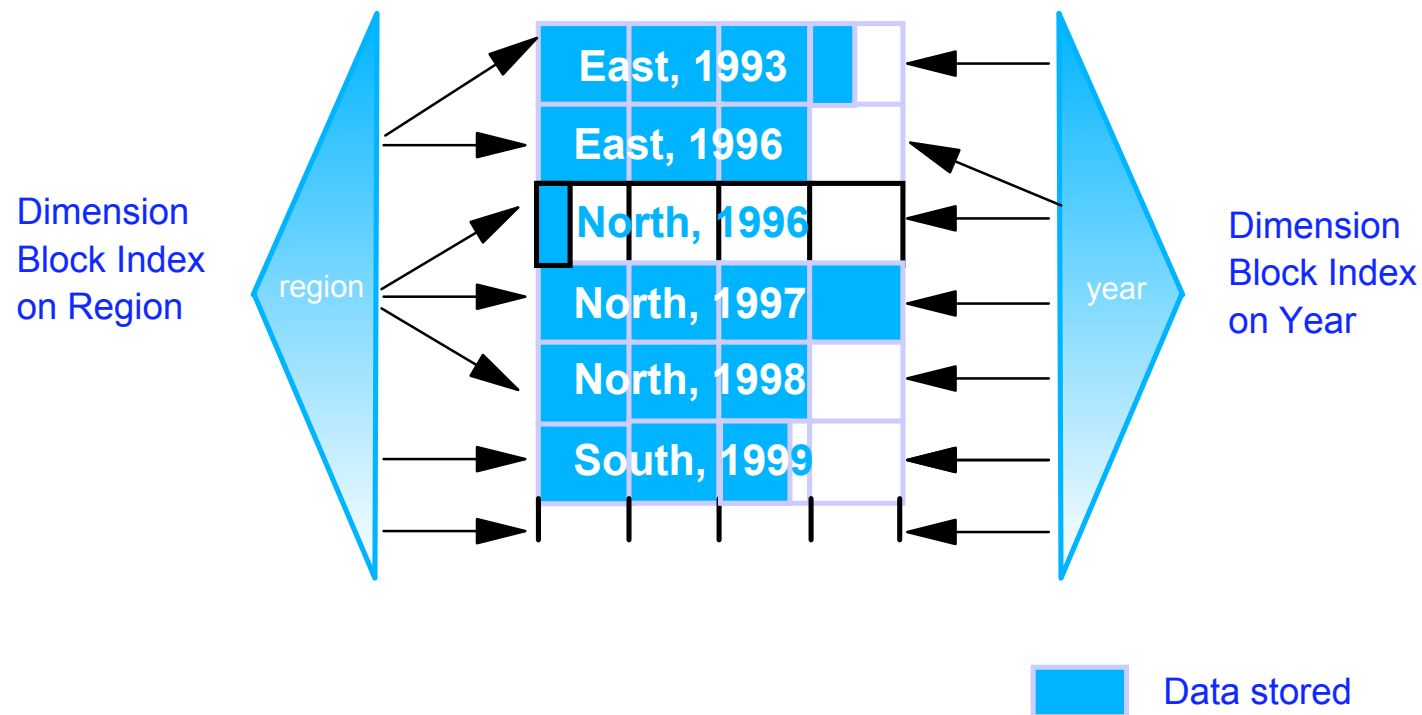 East, 1993
East, 1996
North, 1996
North, 1997
North, 1998
South, 1999
Dimension
Block Index
on Region
region
year
Dimension
Block Index
on Year
Data stored